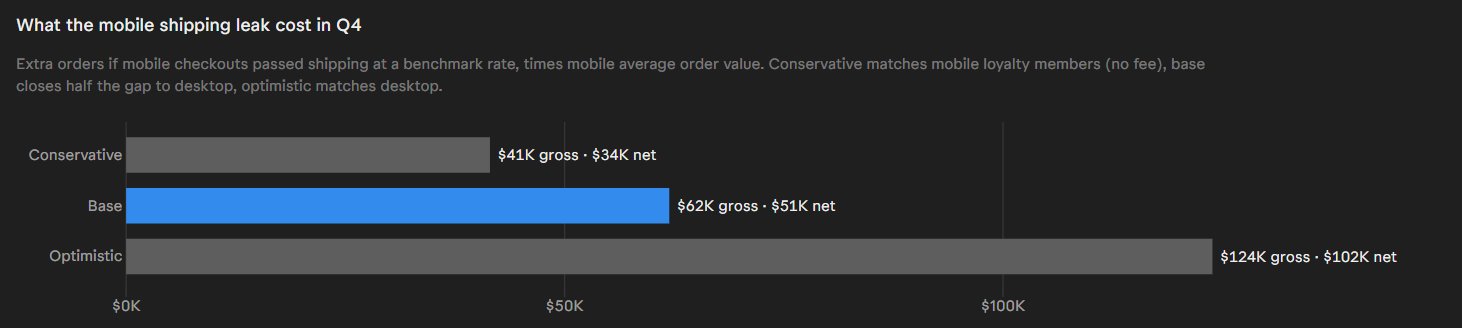 What the mobile shipping leak cost in Q4
Extra orders if mobile checkouts passed shipping at a benchmark rate, times mobile average order value. Conservative matches mobile loyalty members (no fee), base
closes half the gap to desktop, optimistic matches desktop.
Conservative
$41K gross · $34K net
Base
$62K gross · $51K net
Optimistic
$124K gross · $102K net
$0K
$50K
$100K